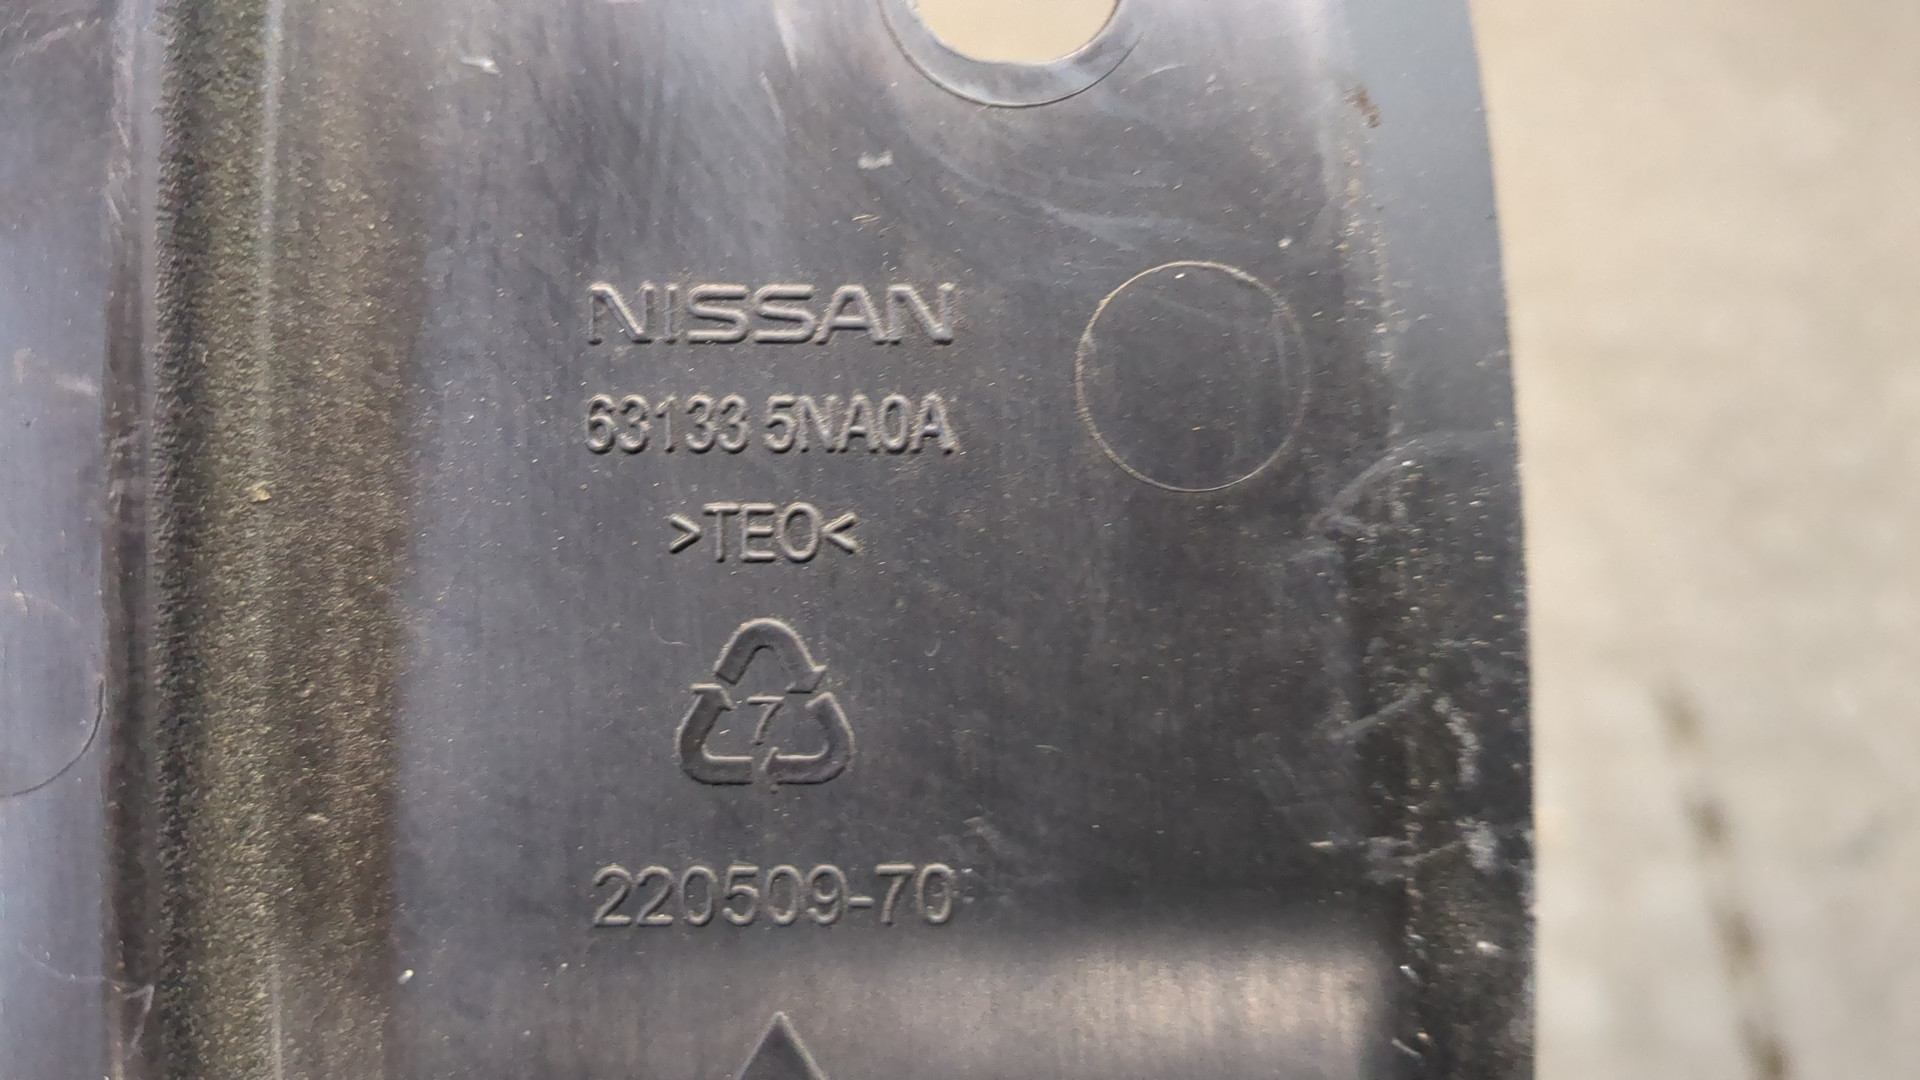 NISSAN
63133 5NA0A
>TEO<
7
220509-70